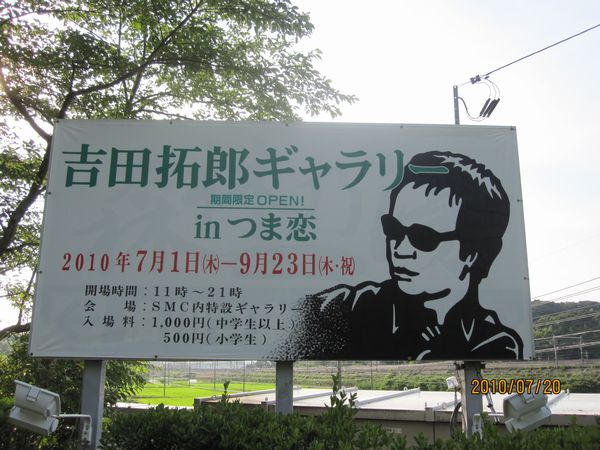 吉田拓郎ギャラリー
期間限定OPEN!
in つま恋
2010年7月1日(木)—9月23日(木・祝)
開場時間：11時〜21時
会　　場：SMC内特設ギャラリー
入 場 料：1,000円(中学生以上)
500円(小学生)
2010/07/20